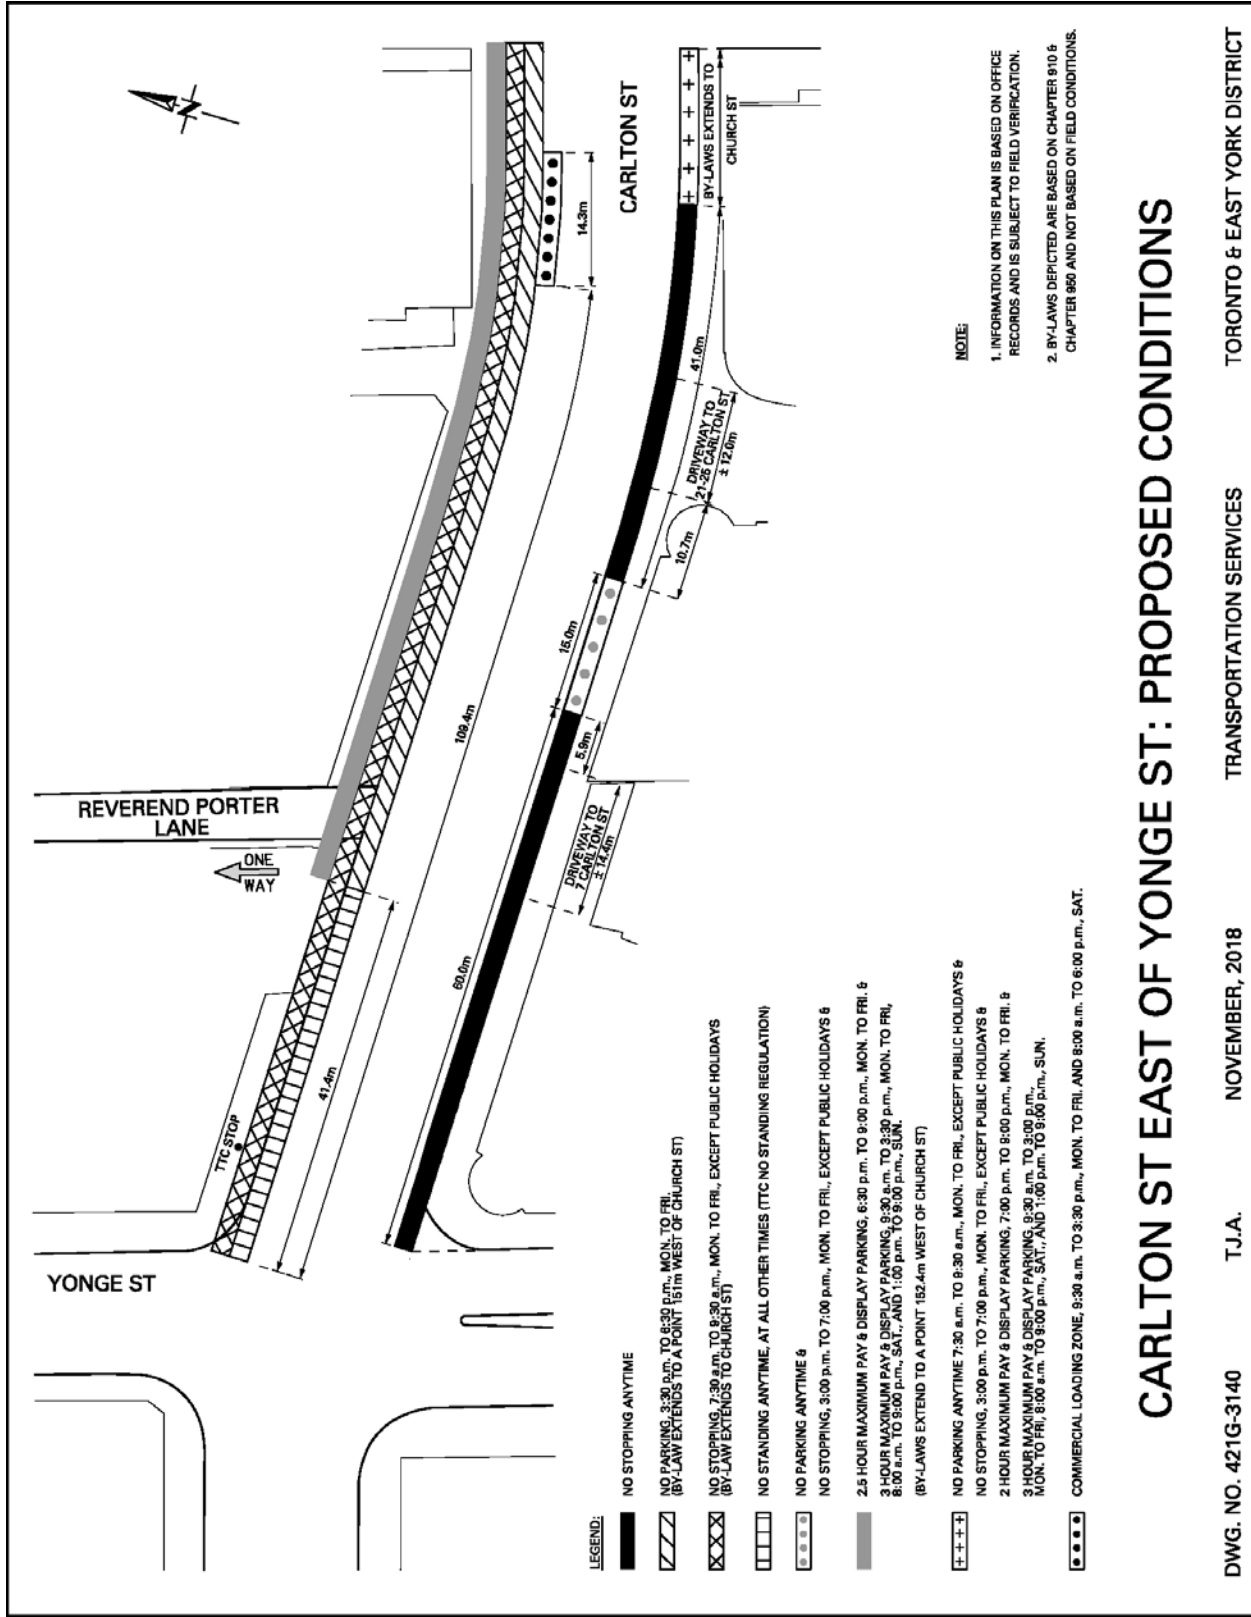 REVEREND PORTER
LANE
ONE
WAY
TTC STOP
YONGE ST
CARLTON ST
N
14.3m
109.4m
41.4m
60.0m
15.0m
5.9m
DRIVEWAY TO
7 CARLTON ST
± 14.4m
10.7m
DRIVEWAY TO
21-25 CARLTON ST
± 12.0m
41.0m
BY-LAWS EXTENDS TO
CHURCH ST
LEGEND:
NO STOPPING ANYTIME
NO PARKING, 3:30 p.m. TO 6:30 p.m., MON. TO FRI.
(BY-LAW EXTENDS TO A POINT 151m WEST OF CHURCH ST)
NO STOPPING, 7:30 a.m. TO 9:30 a.m., MON. TO FRI., EXCEPT PUBLIC HOLIDAYS
(BY-LAW EXTENDS TO CHURCH ST)
NO STANDING ANYTIME, AT ALL OTHER TIMES (TTC NO STANDING REGULATION)
NO PARKING ANYTIME &
NO STOPPING, 3:00 p.m. TO 7:00 p.m., MON. TO FRI., EXCEPT PUBLIC HOLIDAYS &
2.5 HOUR MAXIMUM PAY & DISPLAY PARKING, 6:30 p.m. TO 9:00 p.m., MON. TO FRI. &
3 HOUR MAXIMUM PAY & DISPLAY PARKING, 9:30 a.m. TO 3:30 p.m., MON. TO FRI,
8:00 a.m. TO 9:00 p.m., SAT., AND 1:00 p.m. TO 9:00 p.m., SUN.
(BY-LAWS EXTEND TO A POINT 152.4m WEST OF CHURCH ST)
NO PARKING ANYTIME 7:30 a.m. TO 9:30 a.m., MON. TO FRI., EXCEPT PUBLIC HOLIDAYS &
NO STOPPING, 3:00 p.m. TO 7:00 p.m., MON. TO FRI., EXCEPT PUBLIC HOLIDAYS &
2 HOUR MAXIMUM PAY & DISPLAY PARKING, 7:00 p.m. TO 9:00 p.m., MON. TO FRI. &
3 HOUR MAXIMUM PAY & DISPLAY PARKING, 9:30 a.m. TO 3:00 p.m.,
MON. TO FRI, 8:00 a.m. TO 9:00 p.m., SAT., AND 1:00 p.m. TO 9:00 p.m., SUN.
COMMERCIAL LOADING ZONE, 9:30 a.m. TO 3:30 p.m., MON. TO FRI. AND 8:00 a.m. TO 6:00 p.m., SAT.
NOTE:
1. INFORMATION ON THIS PLAN IS BASED ON OFFICE
RECORDS AND IS SUBJECT TO FIELD VERIFICATION.
2. BY-LAWS DEPICTED ARE BASED ON CHAPTER 910 &
CHAPTER 950 AND NOT BASED ON FIELD CONDITIONS.
CARLTON ST EAST OF YONGE ST: PROPOSED CONDITIONS
DWG. NO. 421G-3140 T.J.A. NOVEMBER, 2018 TRANSPORTATION SERVICES TORONTO & EAST YORK DISTRICT